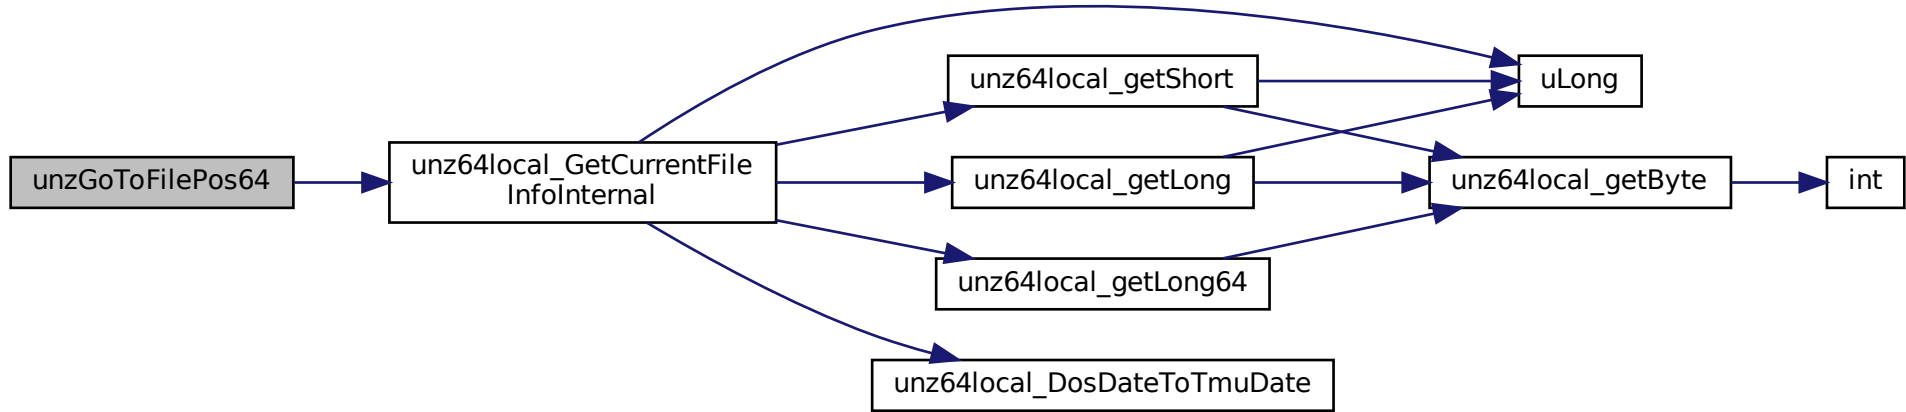 unzGoToFilePos64
unz64local_GetCurrentFile
InfoInternal
unz64local_getShort
unz64local_getLong
unz64local_getLong64
unz64local_DosDateToTmuDate
uLong
unz64local_getByte
int